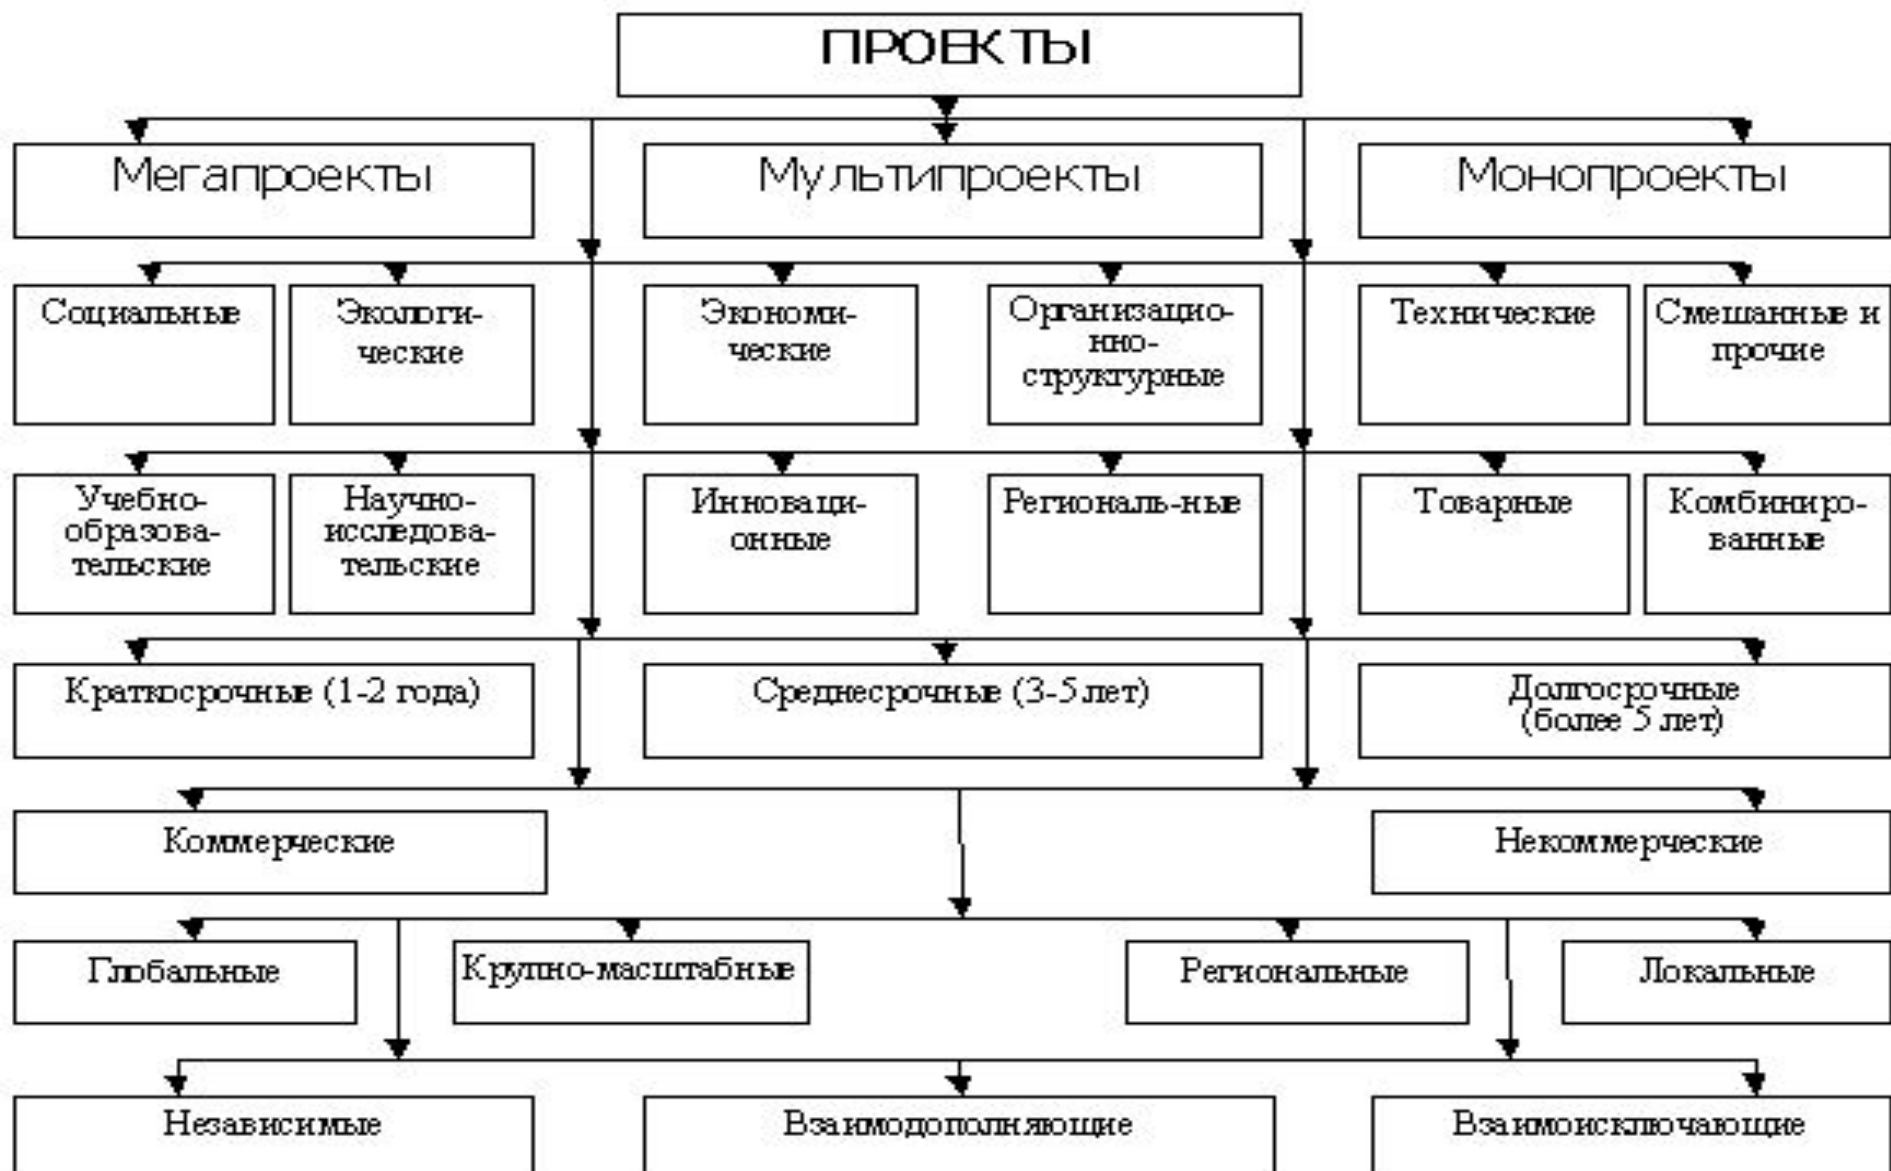 ПРОЕКТЫ
Мегапроекты
Мультипроекты
Монопроекты
Социальные
Экологи-
ческие
Экономи-
ческие
Организацио-
нно-
структурные
Технические
Смешанные и
прочие
Учебно-
образова-
тельские
Научно-
исследова-
тельские
Инноваци-
онные
Региональ-ные
Товарные
Комбиниро-
ванные
Краткосрочные (1-2 года)
Среднесрочные (3-5 лет)
Долгосрочные
(более 5 лет)
Коммерческие
Некоммерческие
Глобальные
Крупно-масштабные
Региональные
Локальные
Независимые
Взаимодополняющие
Взаимоисключающие